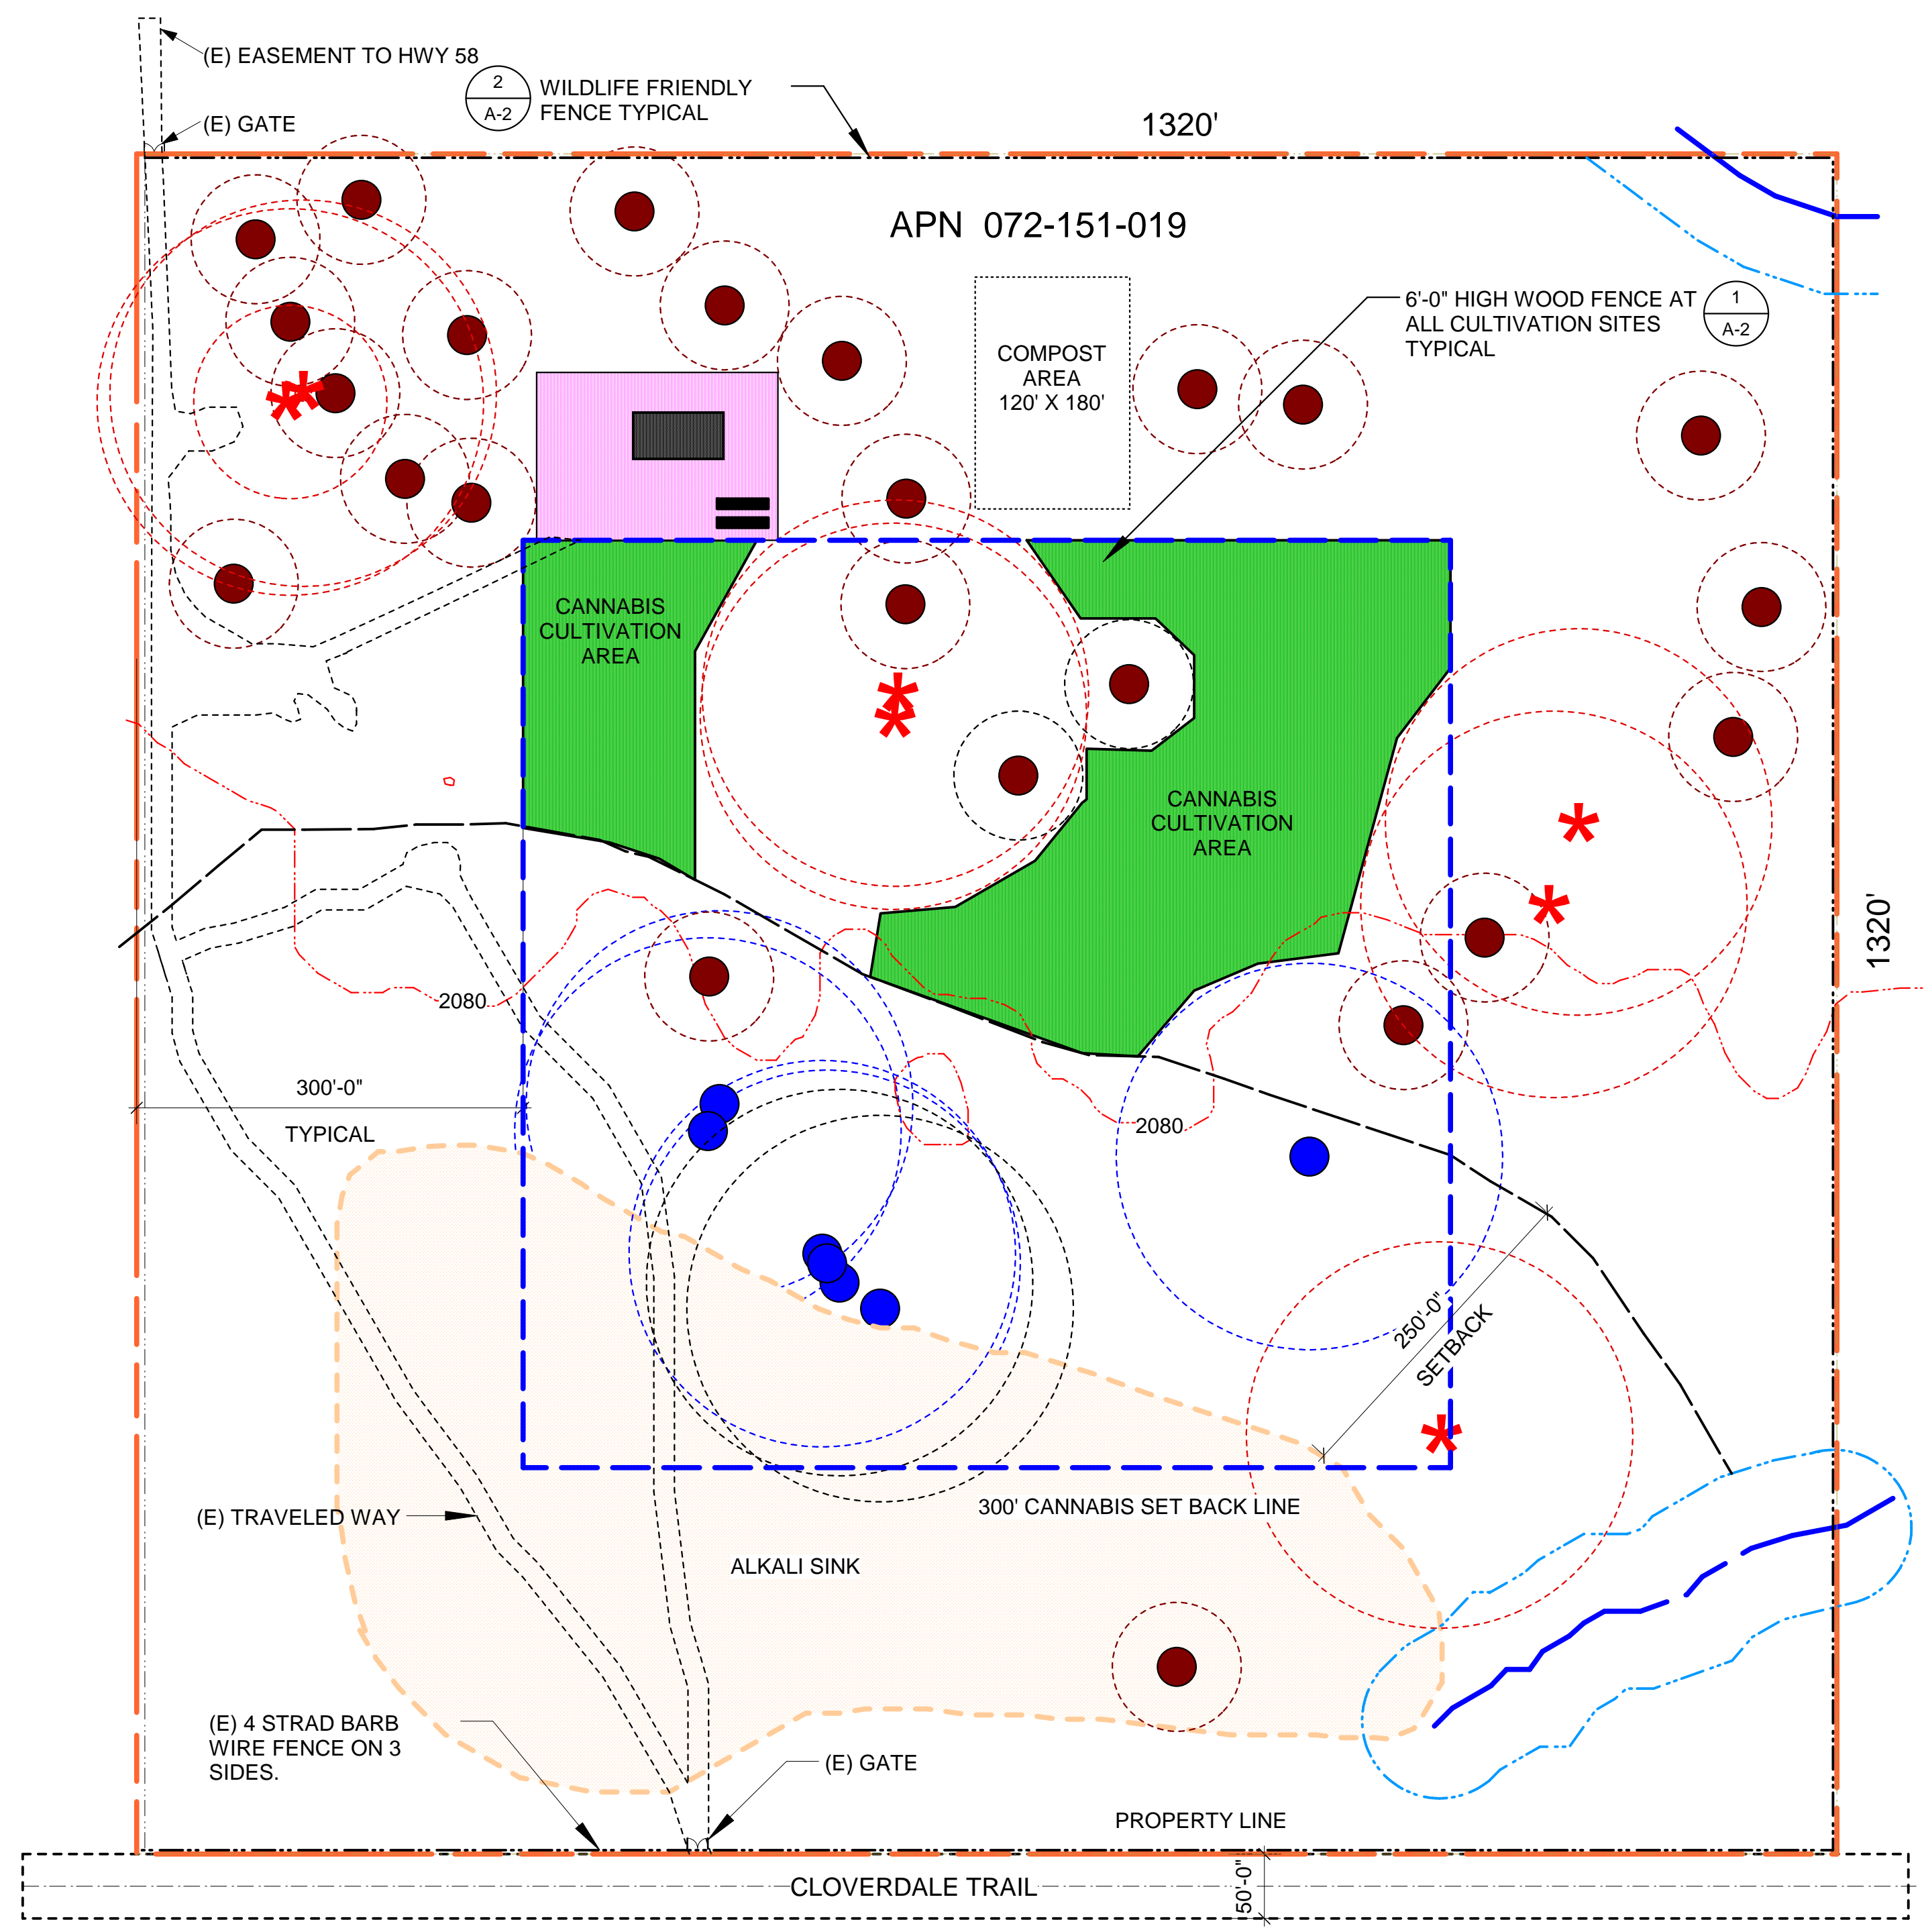 (E) EASEMENT TO HWY 58
2
A-2
WILDLIFE FRIENDLY
FENCE TYPICAL
(E) GATE
1320'
APN 072-151-019
6'-0" HIGH WOOD FENCE AT
ALL CULTIVATION SITES
TYPICAL
1
A-2
COMPOST
AREA
120' X 180'
CANNABIS
CULTIVATION
AREA
CANNABIS
CULTIVATION
AREA
1320'
2080
300'-0"
TYPICAL
2080
250'-0"
SETBACK
300' CANNABIS SET BACK LINE
(E) TRAVELED WAY
ALKALI SINK
(E) 4 STRAD BARB
WIRE FENCE ON 3
SIDES.
(E) GATE
PROPERTY LINE
CLOVERDALE TRAIL
50'-0"